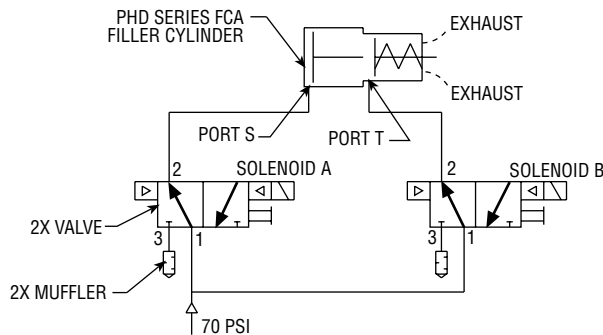 PHD SERIES FCA
FILLER CYLINDER
EXHAUST
EXHAUST
PORT S
PORT T
2
SOLENOID A
2
SOLENOID B
2X VALVE
3
1
3
1
2X MUFFLER
70 PSI